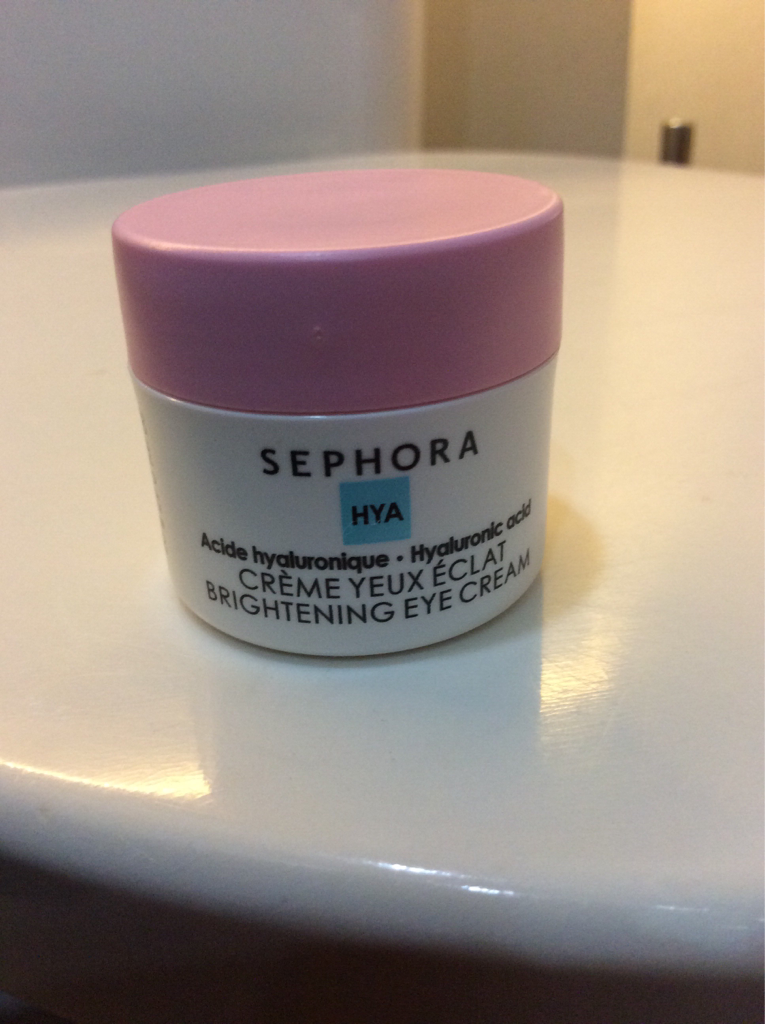 SEPHORA
HYA
Acide hyaluronique • Hyaluronic acid
CRÈME YEUX ÉCLAT
BRIGHTENING EYE CREAM